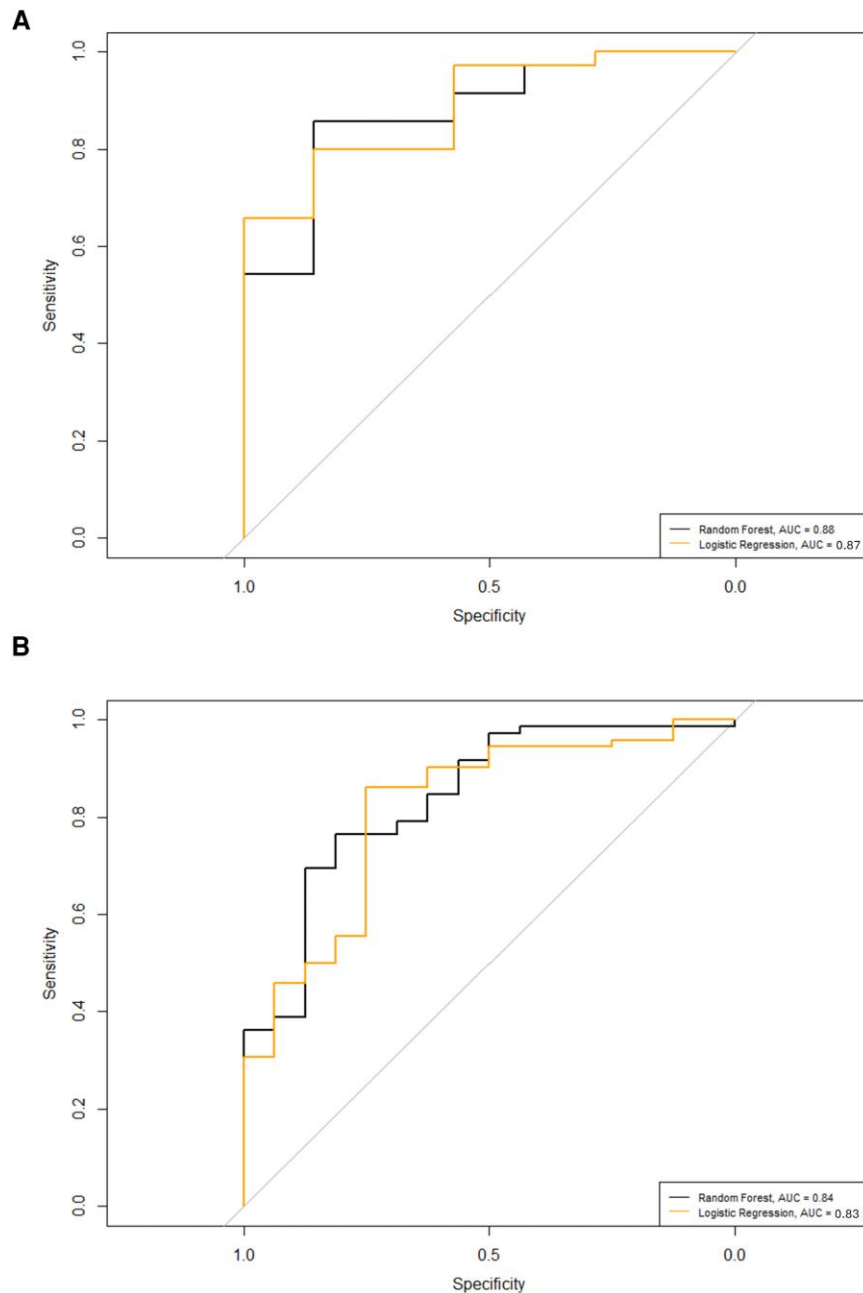 A
1.0
0.8
0.6
0.4
0.2
0.0
Sensitivity
Random Forest, AUC = 0.88
Logistic Regression, AUC = 0.87
1.0
0.5
0.0
Specificity
B
1.0
0.8
0.6
0.4
0.2
0.0
Sensitivity
Random Forest, AUC = 0.84
Logistic Regression, AUC = 0.83
1.0
0.5
0.0
Specificity